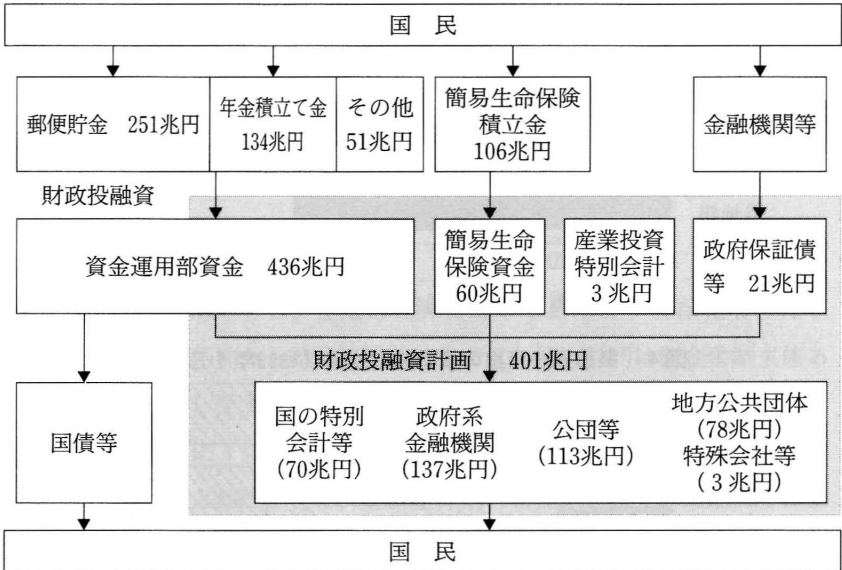 国　民
郵便貯金　251兆円
年金積立て金
134兆円
その他
51兆円
簡易生命保険
積立金
106兆円
金融機関等
財政投融資
資金運用部資金　436兆円
簡易生命
保険資金
60兆円
産業投資
特別会計
3兆円
政府保証債
等　21兆円
財政投融資計画　401兆円
国債等
国の特別
会計等
(70兆円)
政府系
金融機関
(137兆円)
公団等
(113兆円)
地方公共団体
(78兆円)
特殊会社等
(3兆円)
国　民